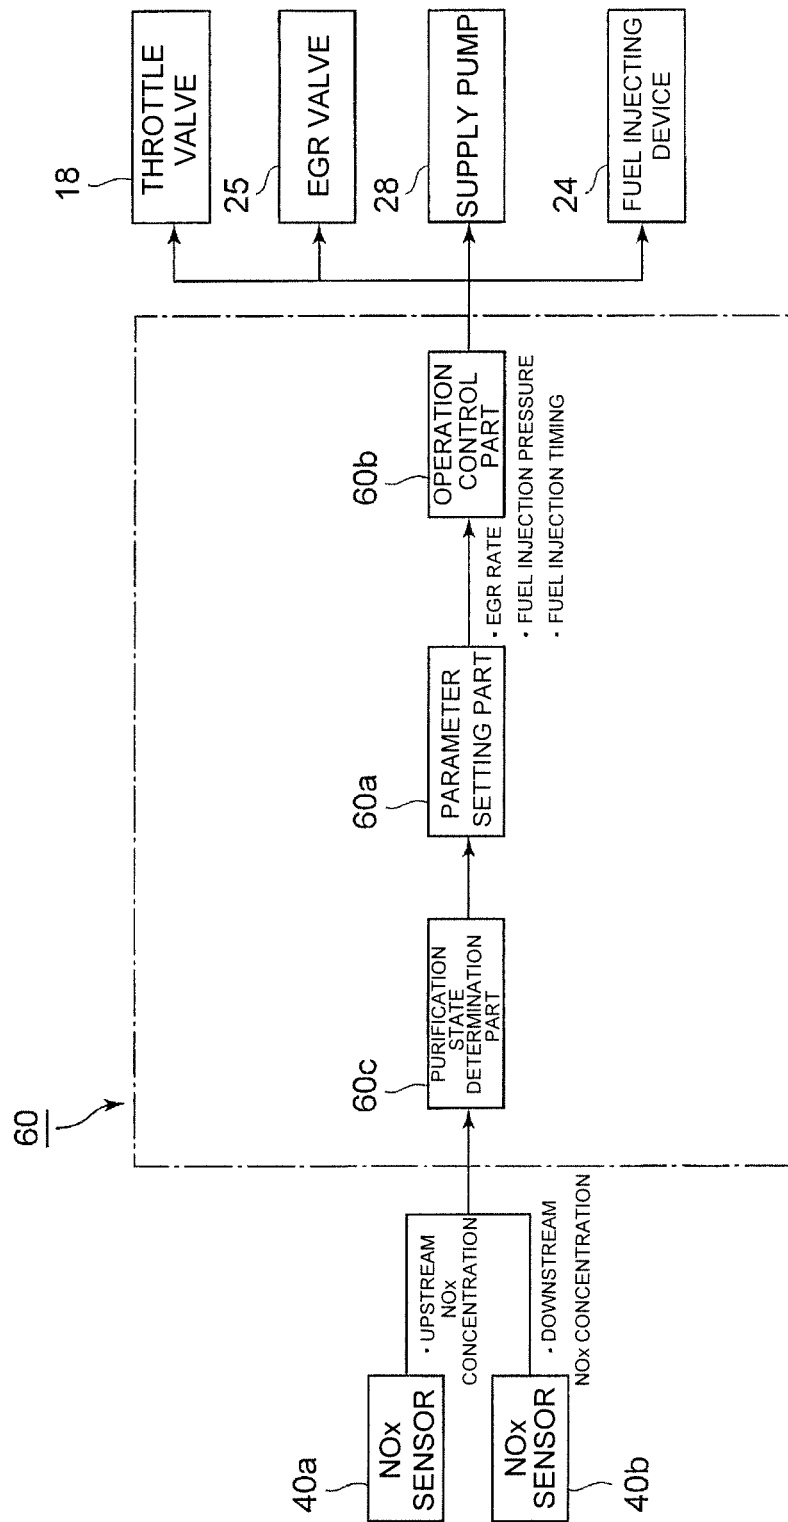 60
40a
NOx
SENSOR
NOx
SENSOR
40b
• UPSTREAM
NOx
CONCENTRATION
• DOWNSTREAM
NOx CONCENTRATION
60c
PURIFICATION
STATE
DETERMINATION
PART
60a
PARAMETER
SETTING PART
• EGR RATE
• FUEL INJECTION PRESSURE
• FUEL INJECTION TIMING
60b
OPERATION
CONTROL
PART
18
THROTTLE
VALVE
25
EGR VALVE
28
SUPPLY PUMP
24
FUEL INJECTING
DEVICE